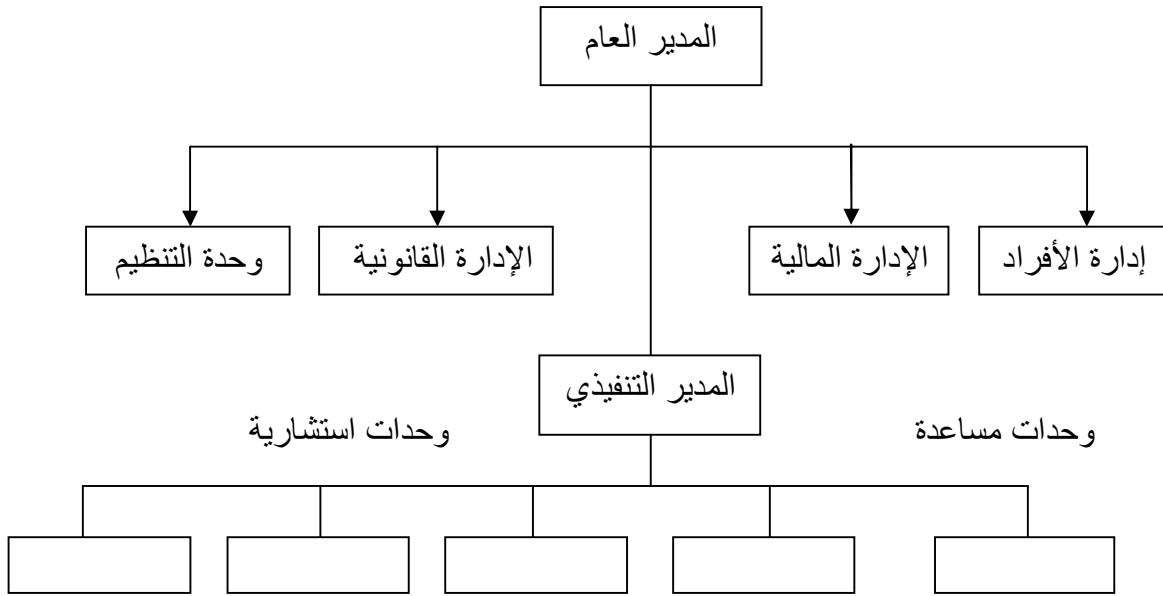 المدير العام
إدارة الأفراد
الإدارة المالية
الإدارة القانونية
وحدة التنظيم
المدير التنفيذي
وحدات مساعدة
وحدات استشارية